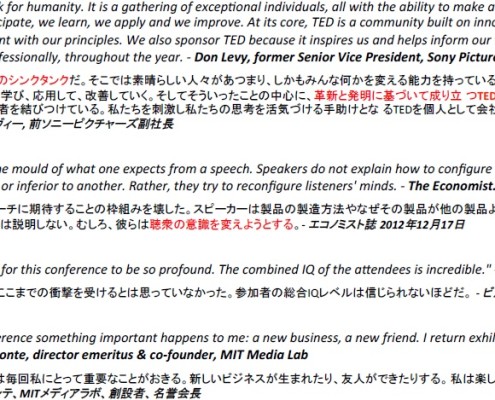 k for humanity. It is a gathering of exceptional individuals, all with the ability to make a
cipate, we learn, we apply and we improve. At its core, TED is a community built on inno
nt with our principles. We also sponsor TED because it inspires us and helps inform our
fessionally, throughout the year. - Don Levy, former Senior Vice President, Sony Picture
のシンクタンクだ。そこでは素晴らしい人々があつまり、しかもみんな何かを変える能力を持っている
学び、応用して、改善していく。そしてそういったことの中心に、革新と発明に基づいて成り立 つTED
者を結びつけている。私たちを刺激し私たちの思考を活気づける手助けとな るTEDを個人として会社
ヴィー, 前ソニーピクチャーズ副社長
he mould of what one expects from a speech. Speakers do not explain how to configure
or inferior to another. Rather, they try to reconfigure listeners' minds. - The Economist.
ーチに期待することの枠組みを壊した。スピーカーは製品の製造方法やなぜその製品が他の製品よ
は説明しない。むしろ、彼らは聴衆の意識を変えようとする。- エコノミスト誌 2012年12月17日
for this conference to be so profound. The combined IQ of the attendees is incredible."
ここまでの衝撃を受けるとは思っていなかった。参加者の総合IQレベルは信じられないほどだ。 - ビ
erence something important happens to me: a new business, a new friend. I return exhil
onte, director emeritus & co-founder, MIT Media Lab
は毎回私にとって重要なことがおきる。新しいビジネスが生まれたり、友人ができたりする。私は楽し
ンテ、MITメディアラボ、創設者、名誉会長